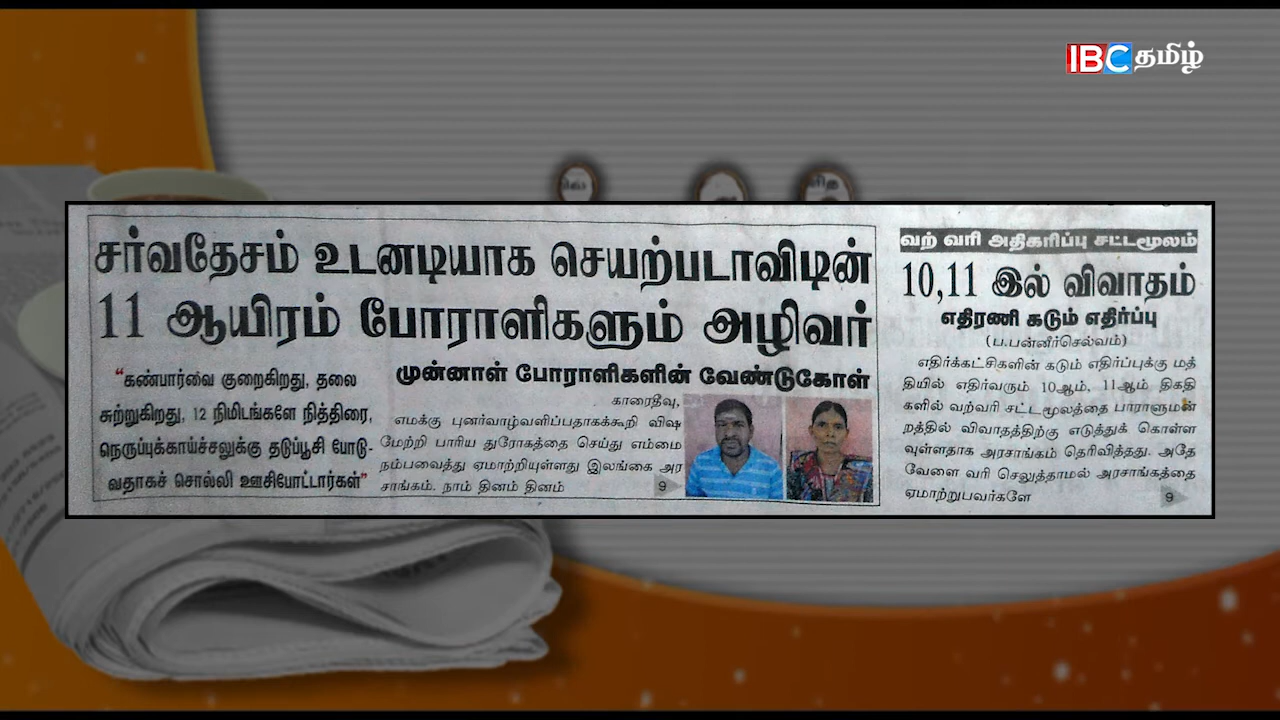 IBC தமிழ்
சர்வதேசம் உடனடியாக செயற்படாவிடின்
11 ஆயிரம் போராளிகளும் அழிவர்
முன்னாள் போராளிகளின் வேண்டுகோள்
“கண்பார்வை குறைகிறது, தலை
சுற்றுகிறது, 12 நிமிடங்களே நித்திரை,
நெருப்புக்காய்ச்சலுக்கு தடுப்பூசி போடு-
வதாகச் சொல்லி ஊசிபோட்டார்கள்”
காரைதீவு,
எமக்கு புனர்வாழ்வளிப்பதாகக்கூறி விஷ
மேற்றி பாரிய துரோகத்தை செய்து எம்மை
நம்பவைத்து ஏமாற்றியுள்ளது இலங்கை அர
சாங்கம். நாம் தினம் தினம்
9
வற் வரி அதிகரிப்பு சட்டமூலம்
10,11 இல் விவாதம்
எதிரணி கடும் எதிர்ப்பு
(ப.பன்னீர்செல்வம்)
எதிர்க்கட்சிகளின் கடும் எதிர்ப்புக்கு மத்
தியில் எதிர்வரும் 10ஆம், 11ஆம் திகதி
களில் வற்வரி சட்டமூலத்தை பாராளுமன்
றத்தில் விவாதத்திற்கு எடுத்துக் கொள்ள
வுள்ளதாக அரசாங்கம் தெரிவித்தது. அதே
வேளை வரி செலுத்தாமல் அரசாங்கத்தை
ஏமாற்றுபவர்களே
9